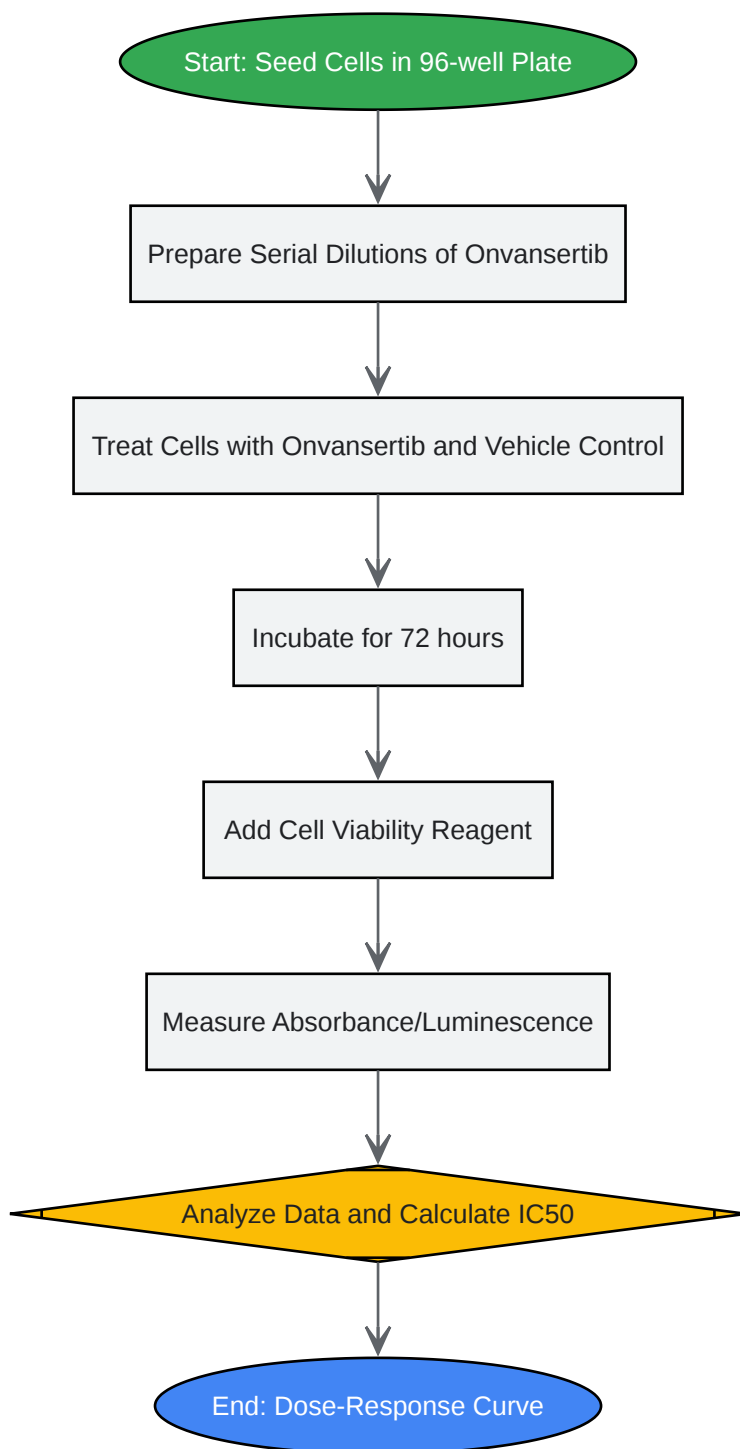 Start: Seed Cells in 96-well Plate
Prepare Serial Dilutions of Onvansertib
Treat Cells with Onvansertib and Vehicle Control
Incubate for 72 hours
Add Cell Viability Reagent
Measure Absorbance/Luminescence
Analyze Data and Calculate IC50
End: Dose-Response Curve